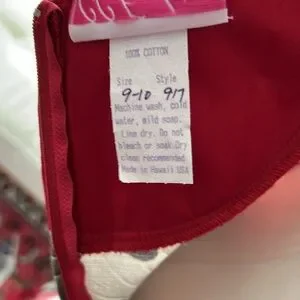 100% COTTON
Size Style
9-10 917
Machine wash, cold
water, mild soap.
Line dry. Do not
bleach or soak. Dry
clean recommended
Made in Hawaii USA